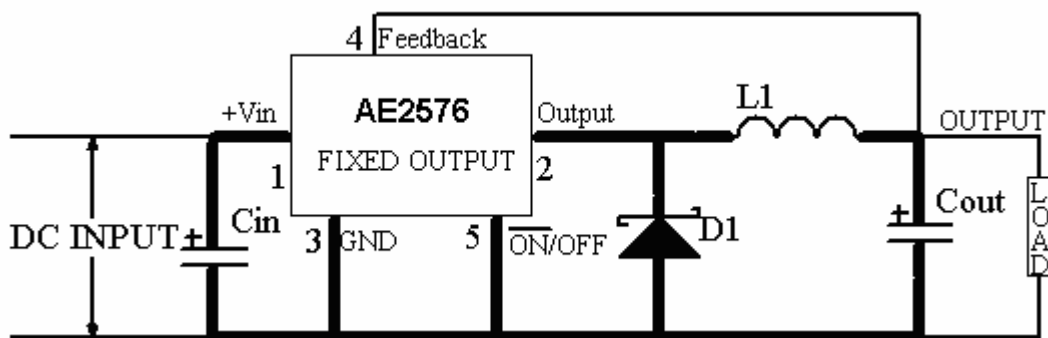 4 Feedback
+Vin
AE2576
Output
L1
OUTPUT
FIXED OUTPUT
1
2
DC INPUT
+
Cin
3 GND
5 ON/OFF
D1
+
Cout
LOAD